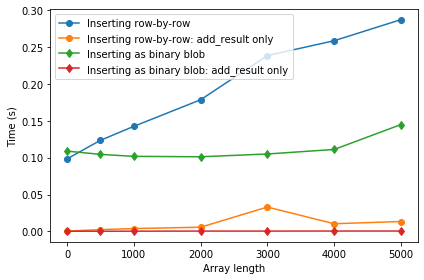 0.30
0.25
0.20
0.15
0.10
0.05
0.00
Time (s)
Inserting row-by-row
Inserting row-by-row: add_result only
Inserting as binary blob
Inserting as binary blob: add_result only
0 1000 2000 3000 4000 5000
Array length